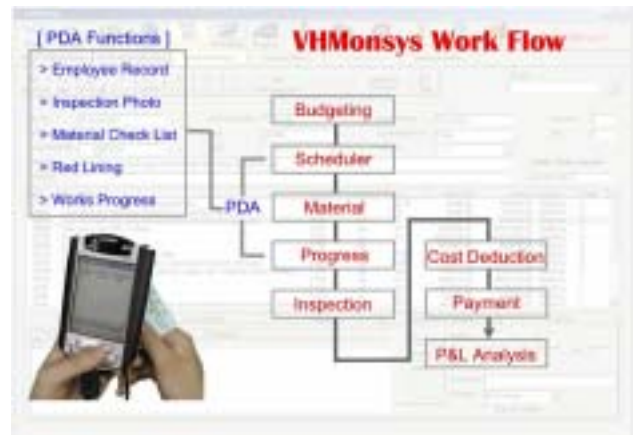 [ PDA Functions ]
> Employee Record
> Inspection Photo
> Material Check List
> Red Lining
> Works Progress
VHMonsys Work Flow
Budgeting
Scheduler
PDA
Material
Progress
Inspection
Cost Deduction
Payment
P&L Analysis